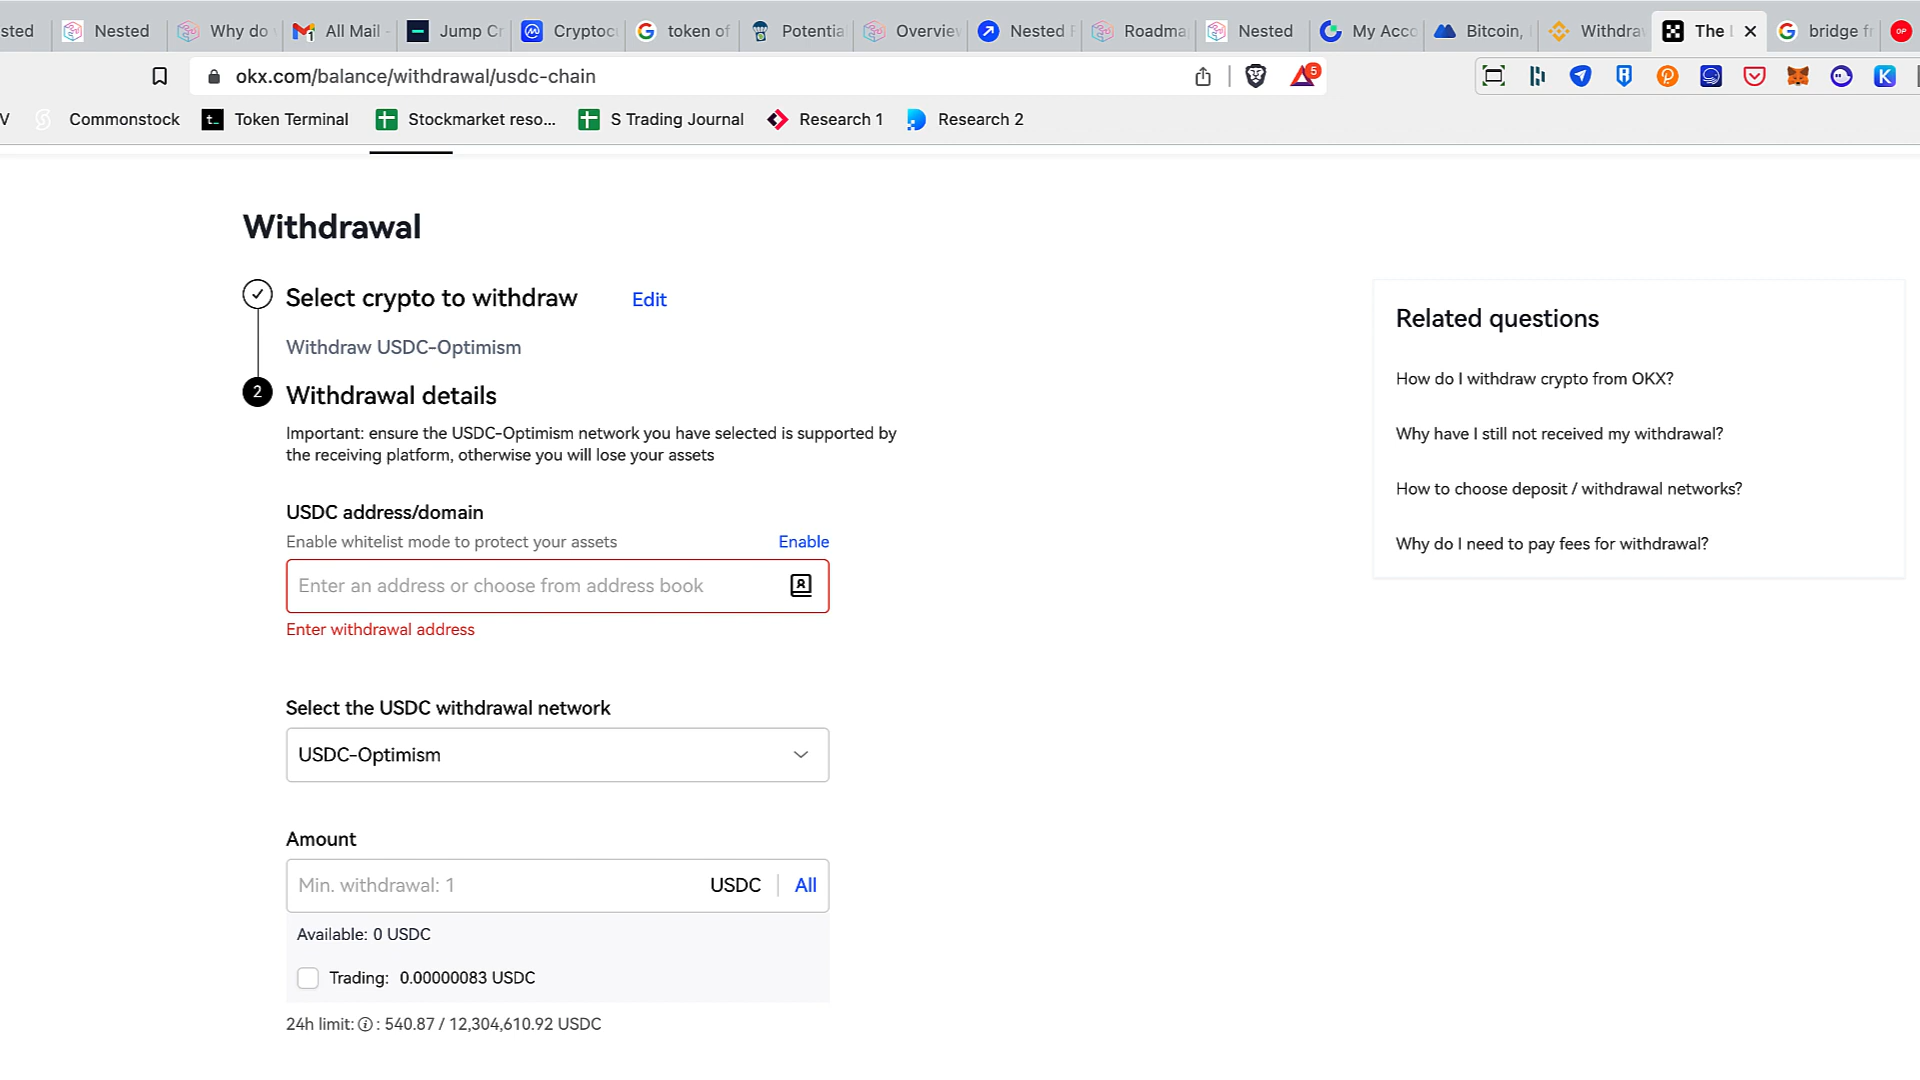 sted
Nested
Why do
All Mail -
Jump Cr
Cryptoc
token of
Potentia
Overview
Nested F
Roadma
Nested
My Acco
Bitcoin,
Withdra
The
bridge f
OP
okx.com/balance/withdrawal/usdc-chain
5
V
Commonstock
Token Terminal
Stockmarket reso...
S Trading Journal
Research 1
Research 2
Withdrawal
Select crypto to withdraw Edit
Withdraw USDC-Optimism
2 Withdrawal details
Important: ensure the USDC-Optimism network you have selected is supported by
the receiving platform, otherwise you will lose your assets
USDC address/domain
Enable whitelist mode to protect your assets Enable
Enter an address or choose from address book
Enter withdrawal address
Select the USDC withdrawal network
USDC-Optimism
Amount
Min. withdrawal: 1 USDC All
Available: 0 USDC
Trading: 0.00000083 USDC
24h limit: : 540.87 / 12,304,610.92 USDC
Related questions
How do I withdraw crypto from OKX?
Why have I still not received my withdrawal?
How to choose deposit / withdrawal networks?
Why do I need to pay fees for withdrawal?